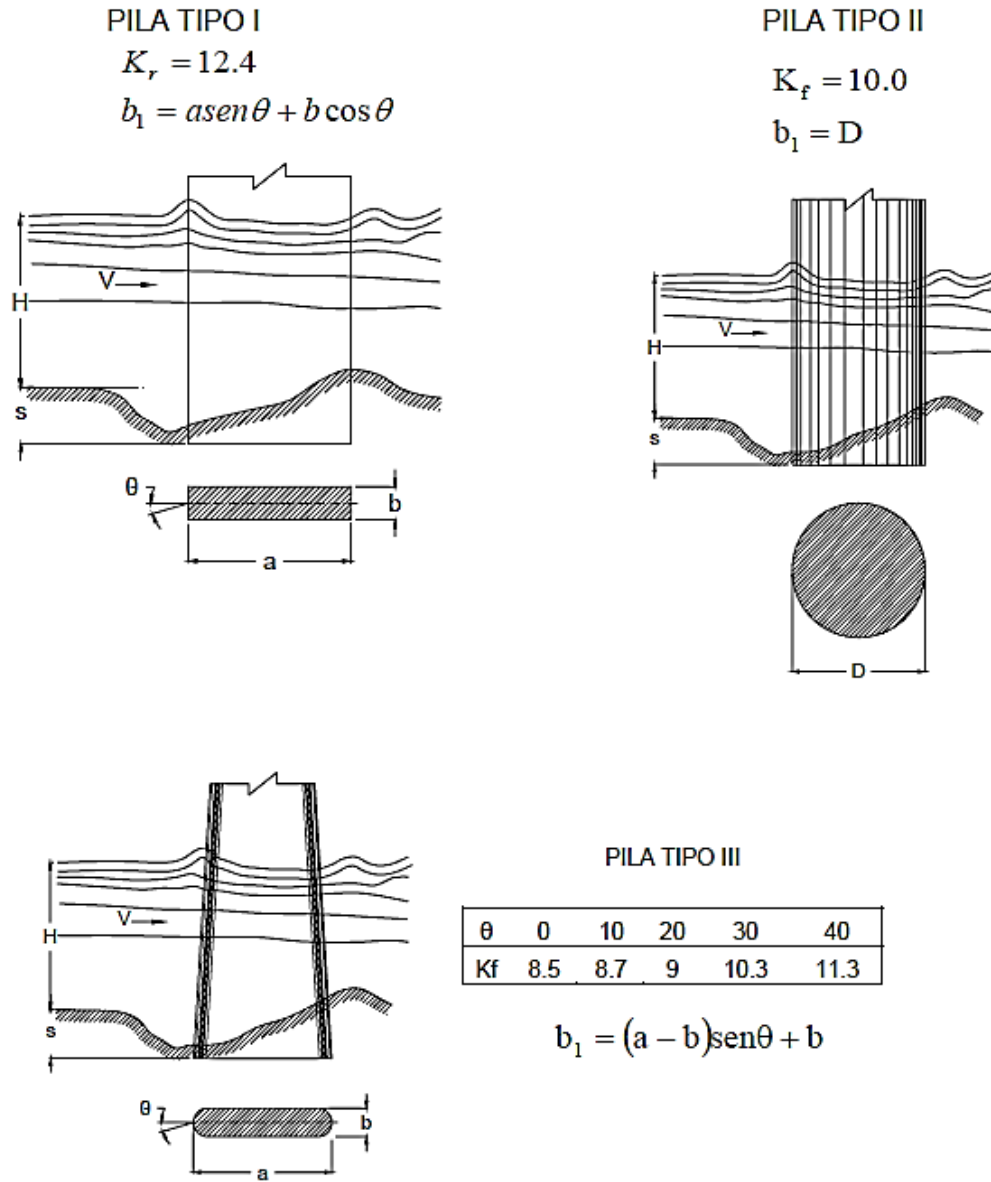 PILA TIPO I
K_r = 12.4
b_1 = asenθ + b cos θ
V
H
s
θ
b
a
PILA TIPO II
K_f = 10.0
b_1 = D
V
H
s
D
V
H
s
θ
b
a
PILA TIPO III
θ 0 10 20 30 40
Kf 8.5 8.7 9 10.3 11.3
b_1 = (a − b)senθ + b